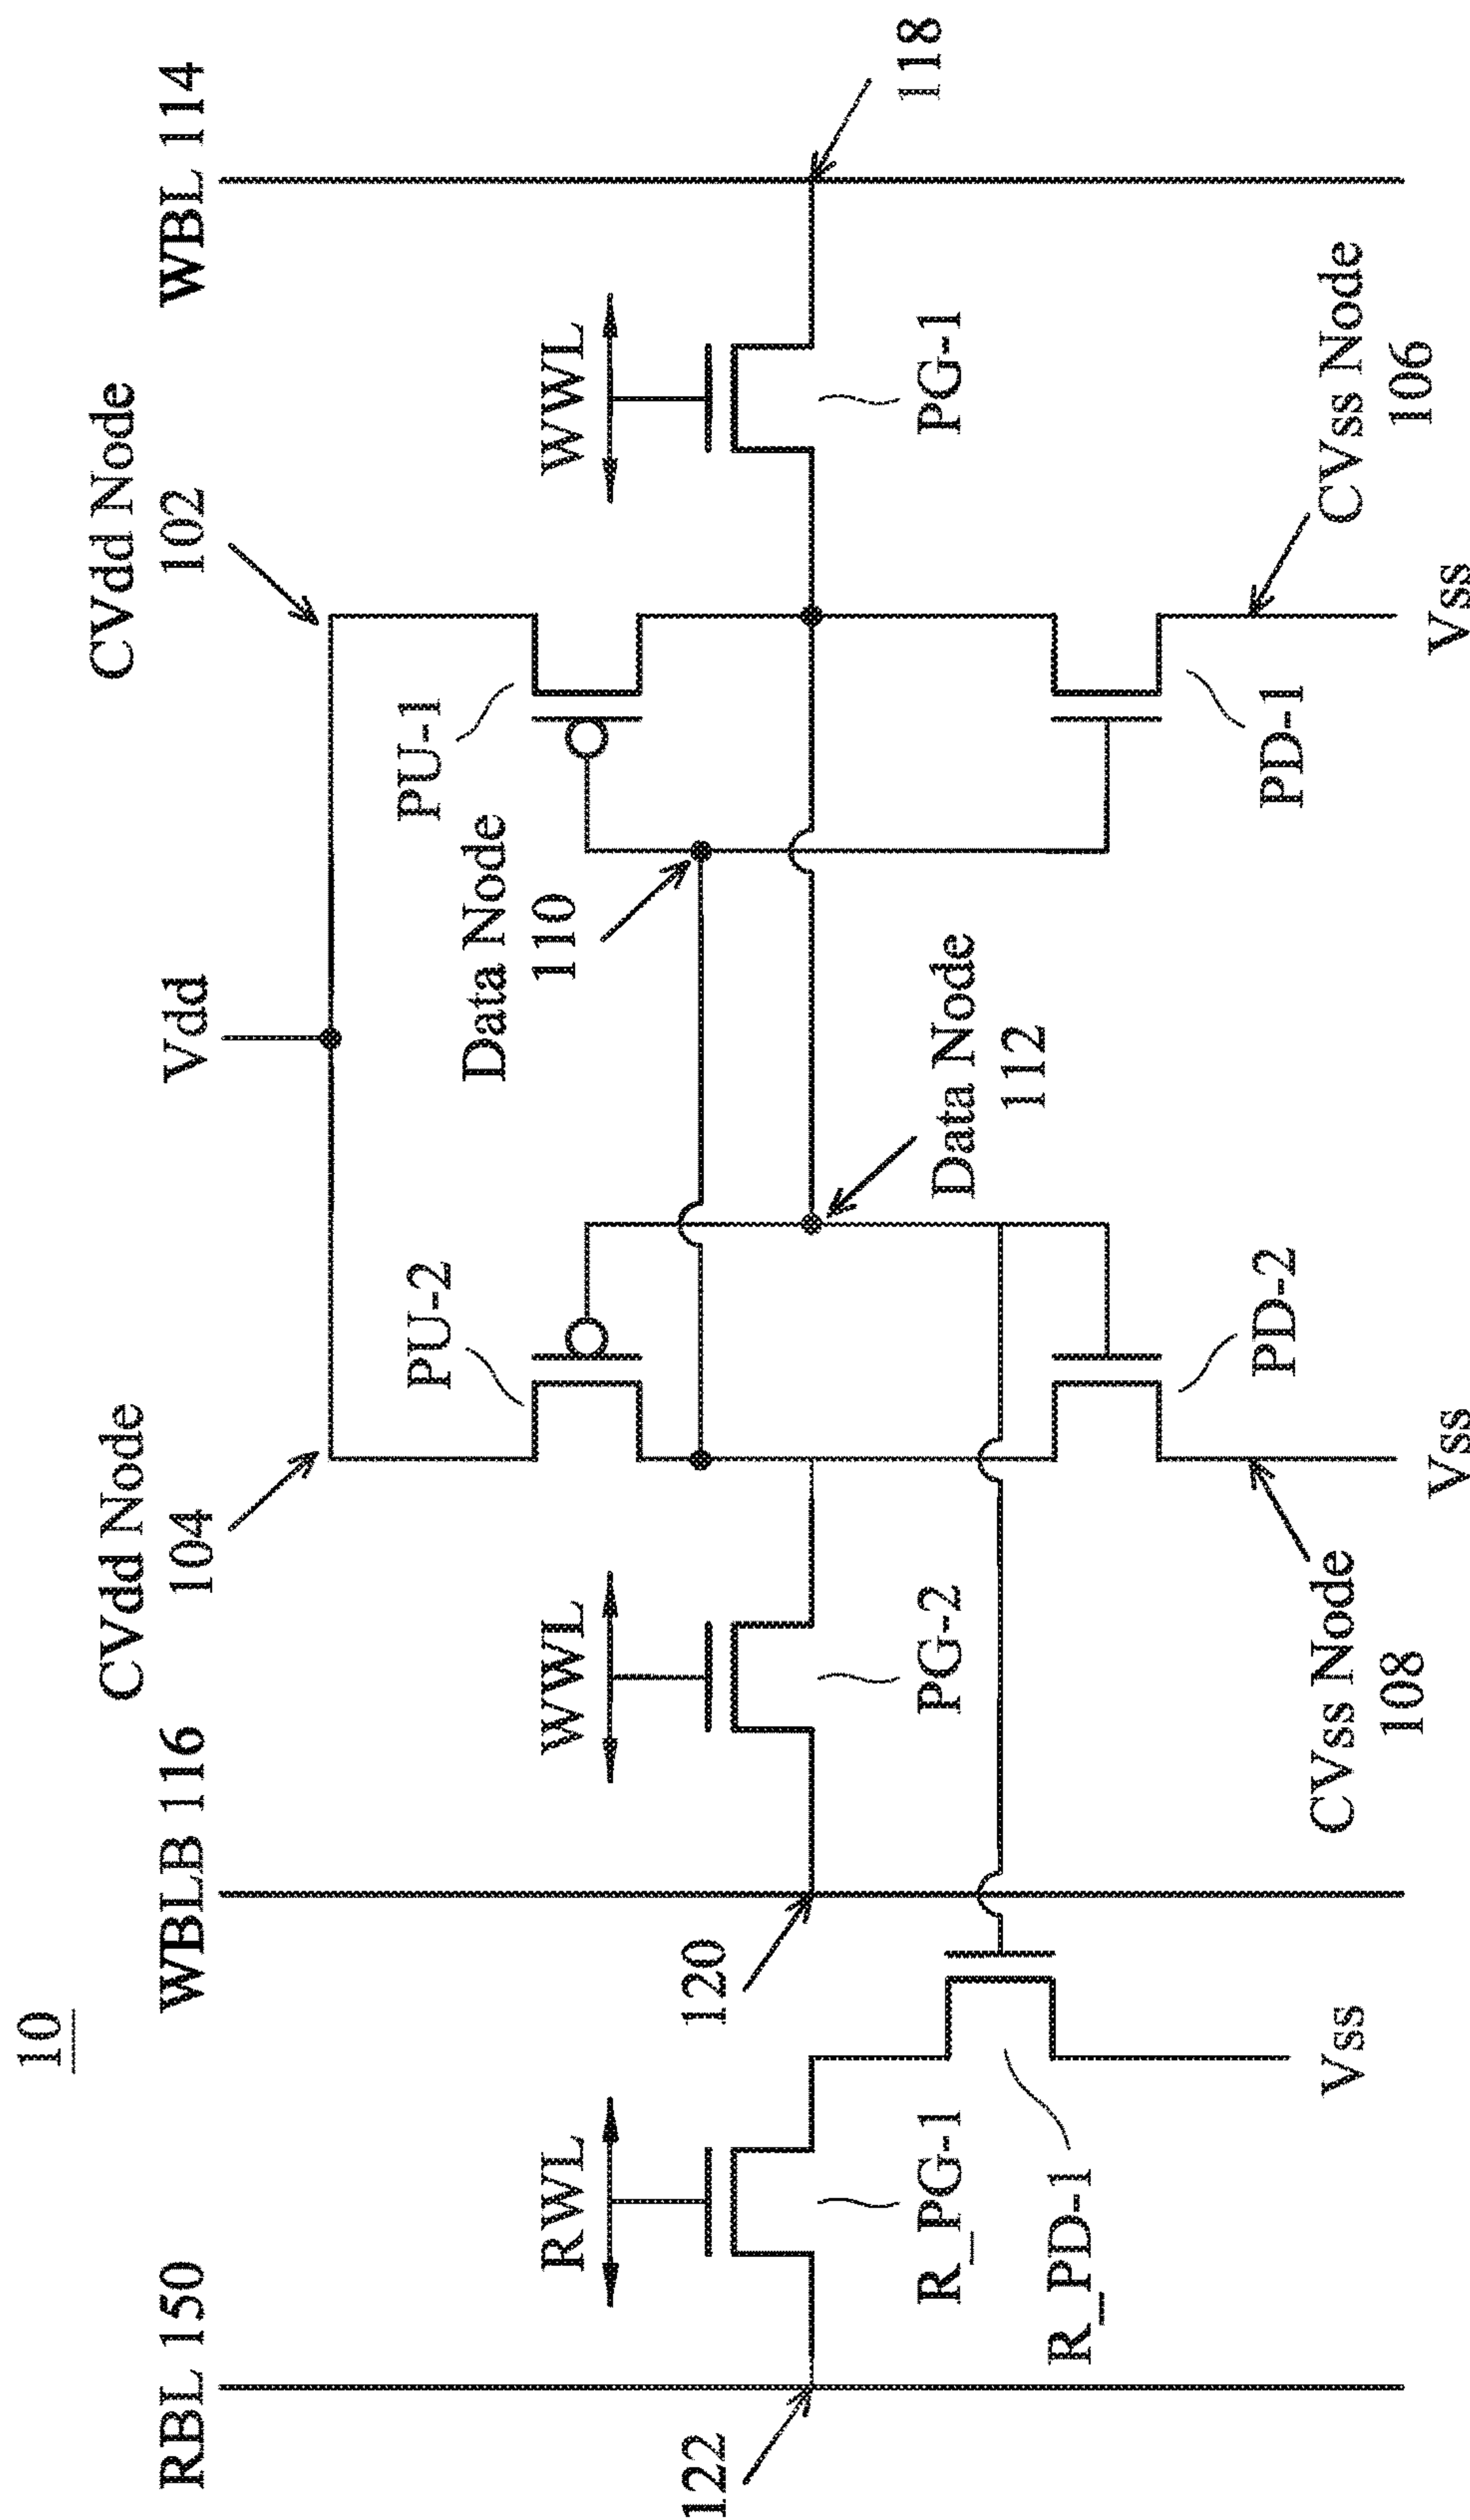 10
RBL 150
WBLB 116
CVdd Node
104
Vdd
CVdd Node
102
WBL 114
RWL
WWL
PU-2
Data Node
110
PU-1
WWL
122
120
R_PG-1
PG-2
Data Node
112
PG-1
118
R_PD-1
PD-2
PD-1
Vss
CVss Node
108
Vss
Vss
CVss Node
106